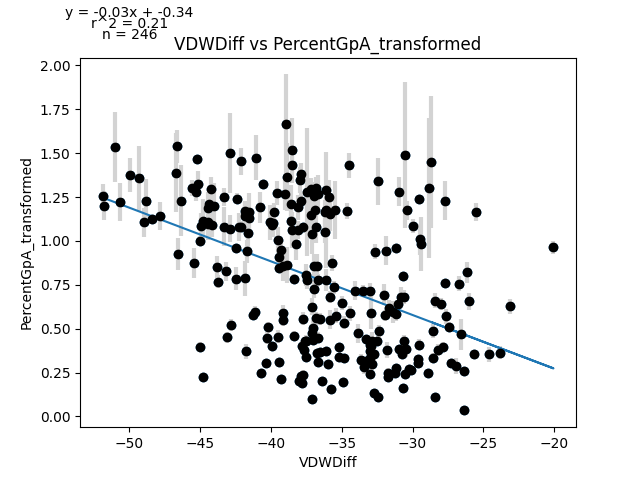 y = -0.03x + -0.34
r^2 = 0.21
n = 246
VDWDiff vs PercentGpA_transformed
2.00
1.75
1.50
1.25
1.00
0.75
0.50
0.25
0.00
PercentGpA_transformed
−50
−45
−40
−35
−30
−25
−20
VDWDiff